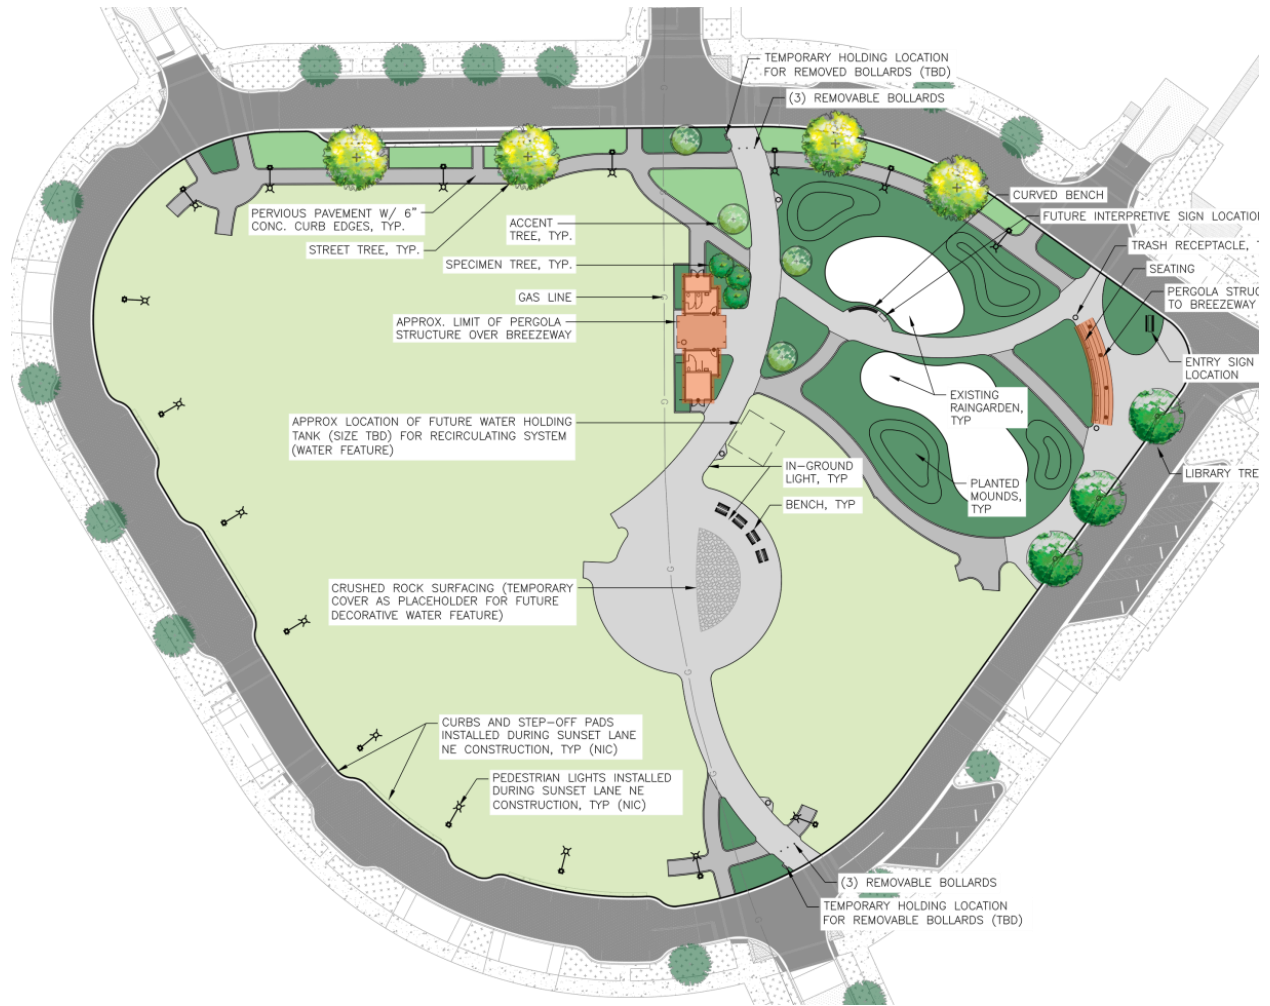 TEMPORARY HOLDING LOCATION
FOR REMOVED BOLLARDS (TBD)
(3) REMOVABLE BOLLARDS
CURVED BENCH
FUTURE INTERPRETIVE SIGN LOCATIO
TRASH RECEPTACLE,
SEATING
PERGOLA STRUC
TO BREEZEWAY
ENTRY SIGN
LOCATION
LIBRARY TRE
PERVIOUS PAVEMENT W/ 6"
CONC. CURB EDGES, TYP.
STREET TREE, TYP.
ACCENT
TREE, TYP.
SPECIMEN TREE, TYP.
GAS LINE
APPROX. LIMIT OF PERGOLA
STRUCTURE OVER BREEZEWAY
APPROX LOCATION OF FUTURE WATER HOLDING
TANK (SIZE TBD) FOR RECIRCULATING SYSTEM
(WATER FEATURE)
EXISTING
RAINGARDEN,
TYP
IN-GROUND
LIGHT, TYP
PLANTED
MOUNDS,
TYP
BENCH, TYP
CRUSHED ROCK SURFACING (TEMPORARY
COVER AS PLACEHOLDER FOR FUTURE
DECORATIVE WATER FEATURE)
CURBS AND STEP-OFF PADS
INSTALLED DURING SUNSET LANE
NE CONSTRUCTION, TYP (NIC)
PEDESTRIAN LIGHTS INSTALLED
DURING SUNSET LANE NE
CONSTRUCTION, TYP (NIC)
(3) REMOVABLE BOLLARDS
TEMPORARY HOLDING LOCATION
FOR REMOVABLE BOLLARDS (TBD)
G
G
G
G
G
G
G
G